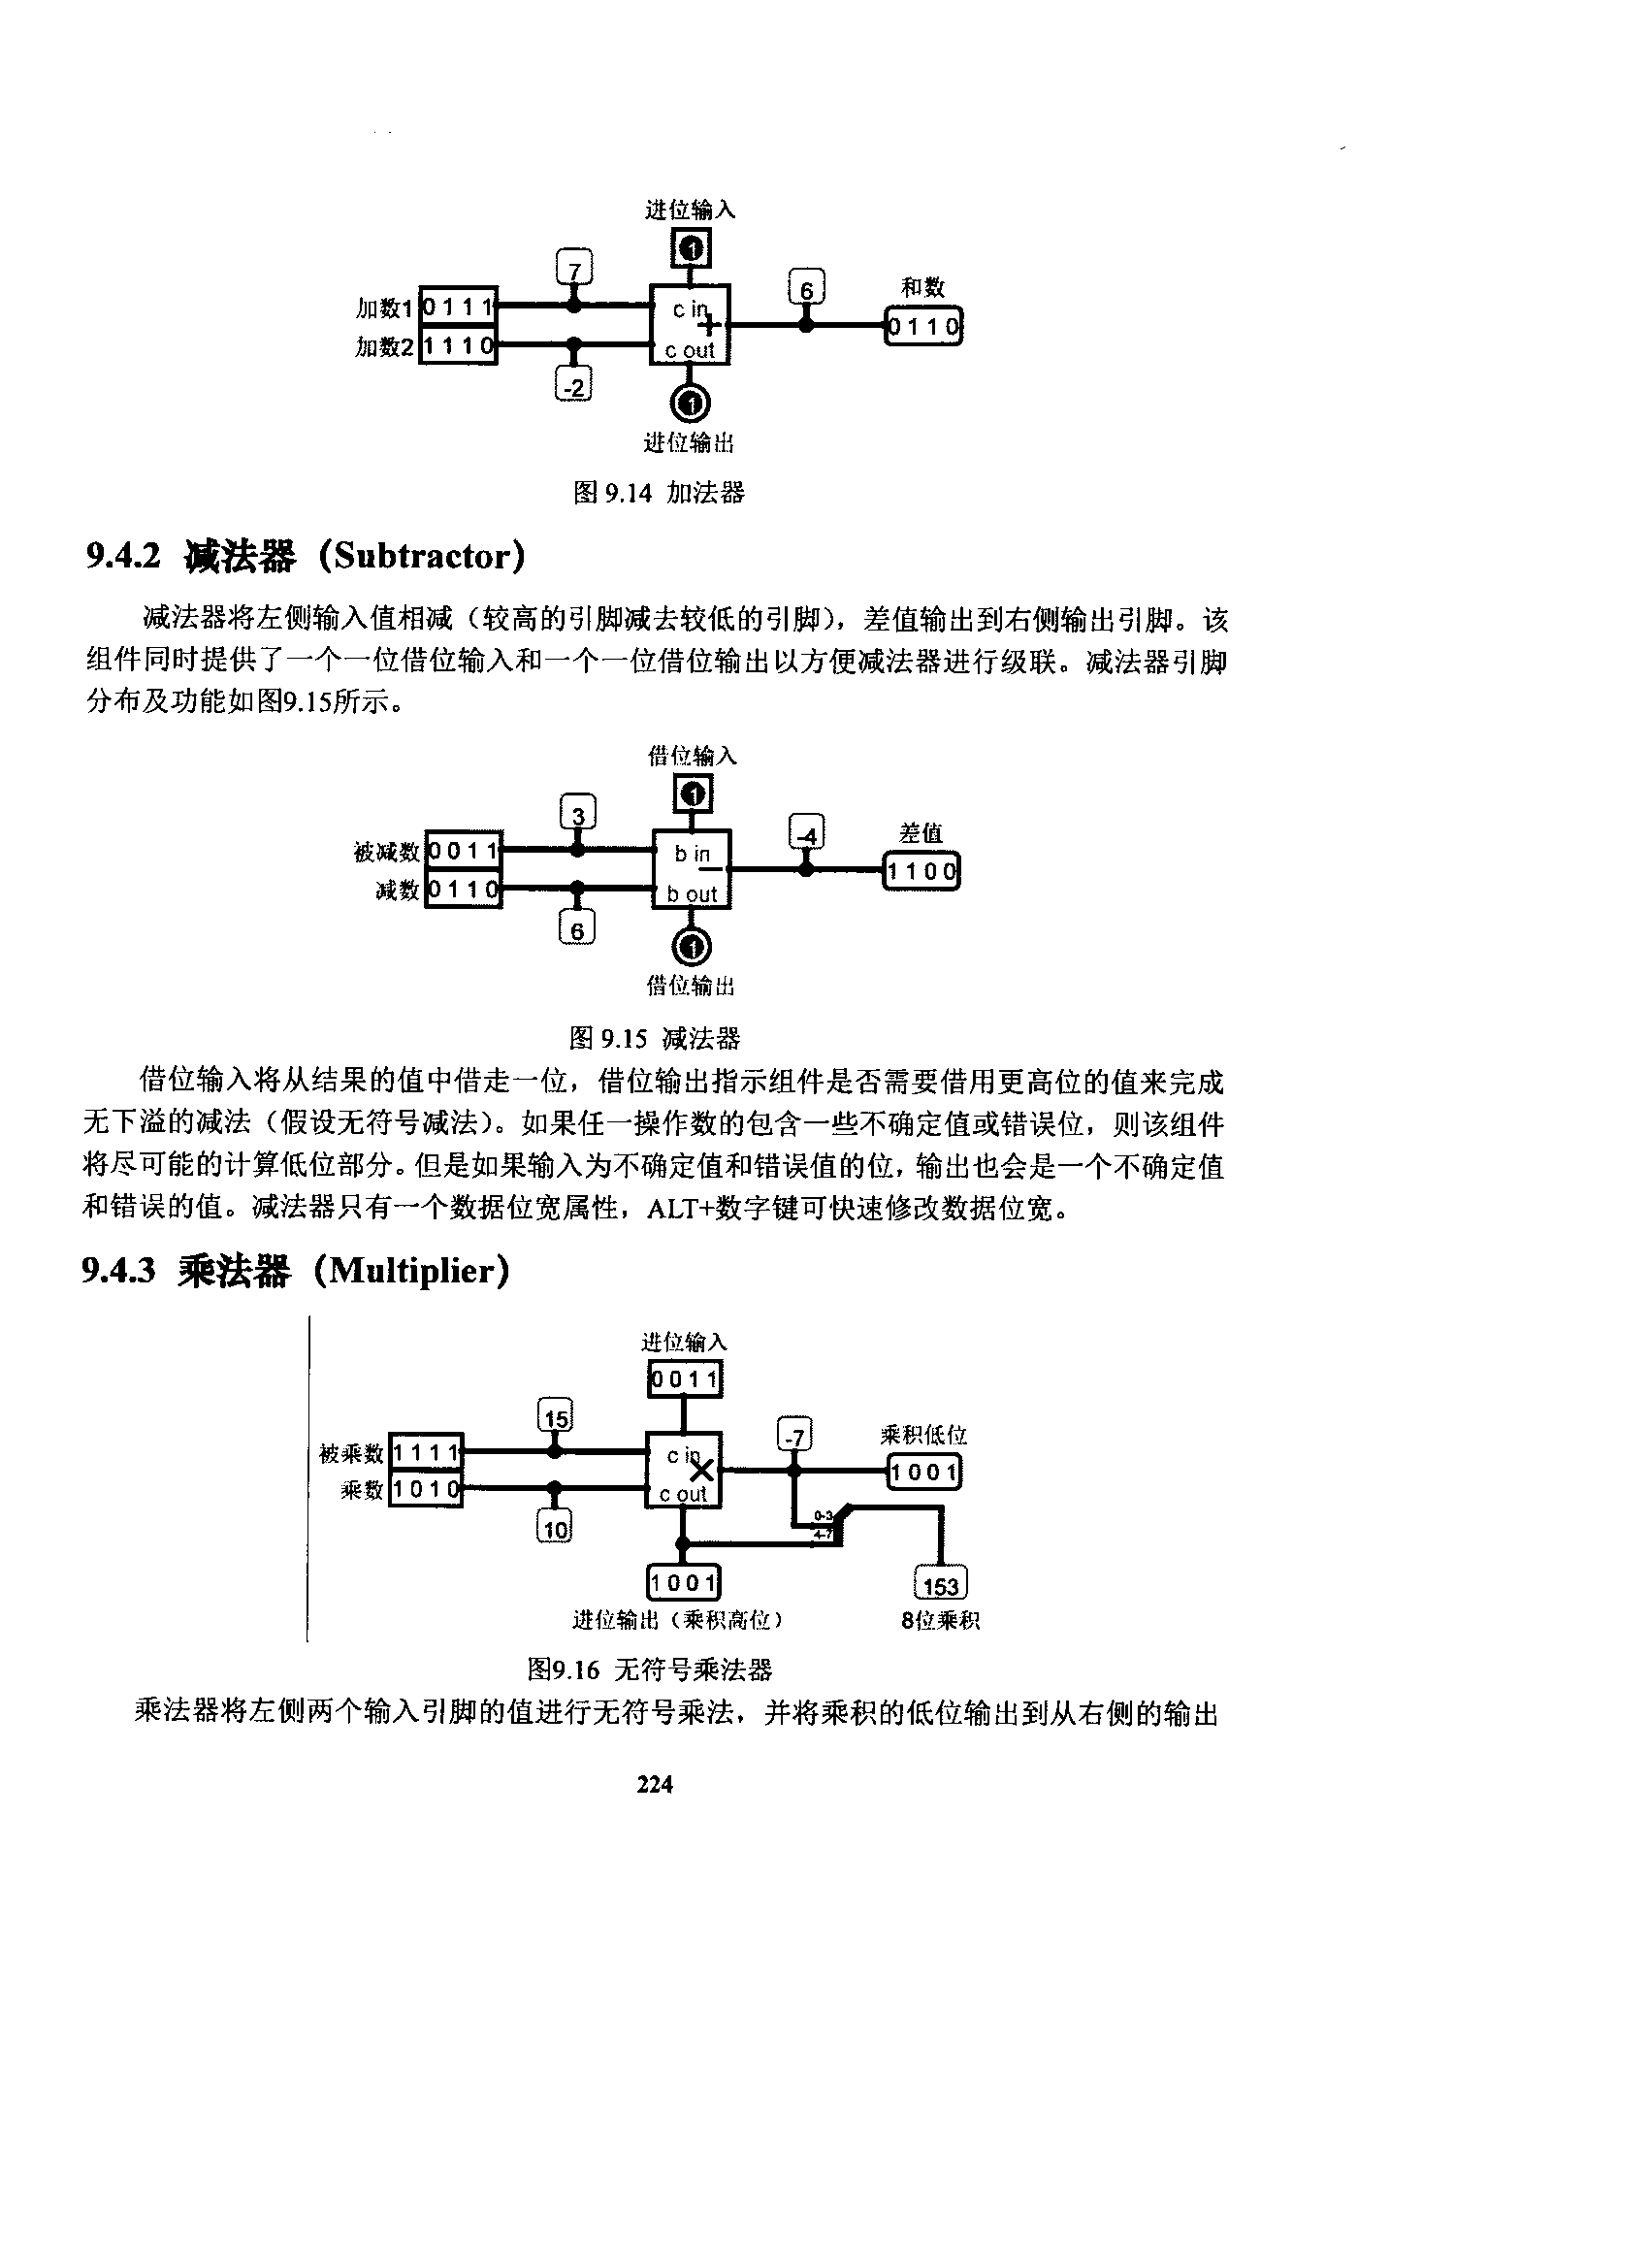 进位输入
1
7
6
和数
加数1 0 1 1 1
c in
0 1 1 0
加数2 1 1 1 0
c out
-2
1
进位输出
图 9.14 加法器
9.4.2 减法器（Subtractor）
减法器将左侧输入值相减（较高的引脚减去较低的引脚），差值输出到右侧输出引脚。该
组件同时提供了一个一位借位输入和一个一位借位输出以方便减法器进行级联。减法器引脚
分布及功能如图9.15所示。
借位输入
1
3
-4
差值
被减数 0 0 1 1
b in
1 1 0 0
减数 0 1 1 0
b out
6
1
借位输出
图 9.15 减法器
借位输入将从结果的值中借走一位，借位输出指示组件是否需要借用更高位的值来完成
无下溢的减法（假设无符号减法）。如果任一操作数的包含一些不确定值或错误位，则该组件
将尽可能的计算低位部分。但是如果输入为不确定值和错误值的位，输出也会是一个不确定值
和错误的值。减法器只有一个数据位宽属性，ALT+数字键可快速修改数据位宽。
9.4.3 乘法器（Multiplier）
进位输入
0 0 1 1
15
-7
乘积低位
被乘数 1 1 1 1
c in
1 0 0 1
乘数 1 0 1 0
c out
10
0-3
4-7
1 0 0 1
153
进位输出（乘积高位）
8位乘积
图9.16 无符号乘法器
乘法器将左侧两个输入引脚的值进行无符号乘法，并将乘积的低位输出到从右侧的输出
224